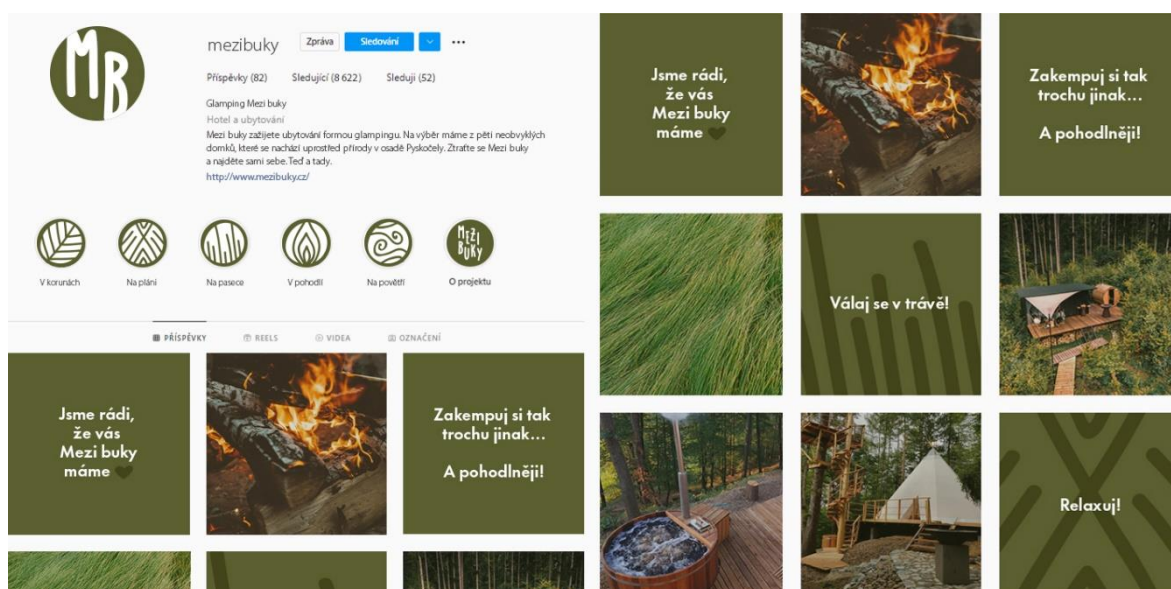 MB
mezibuky
Zpráva
Sledování
Příspěvky (82)
Sledující (8 622)
Sleduji (52)
Glamping Mezi buky
Hotel a ubytování
Mezi buky zažijete ubytování formou glampingu. Na výběr máme z pěti neobvyklých
domků, které se nachází uprostřed přírody v osadě Pyskočely. Ztraťte se Mezi buky
a najděte sami sebe. Teď a tady.
http://www.mezibuky.cz/
MEZI
BUKY
V korunách
Na pláni
Na pasece
V pohodlí
Na povětří
O projektu
PŘÍSPĚVKY
REELS
VIDEA
OZNAČENÍ
Jsme rádi,
že vás
Mezi buky
máme
Zakempuj si tak
trochu jinak...
A pohodlněji!
Jsme rádi,
že vás
Mezi buky
máme
Zakempuj si tak
trochu jinak...
A pohodlněji!
Válaj se v trávě!
Relaxuj!